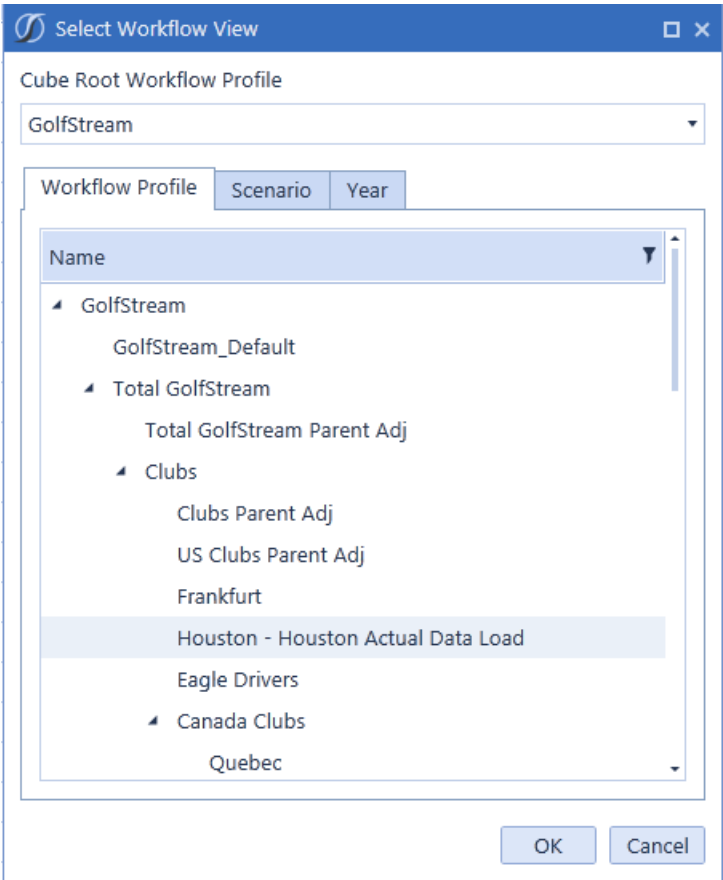 Select Workflow View
Cube Root Workflow Profile
GolfStream
Workflow Profile Scenario Year
Name
GolfStream
GolfStream_Default
Total GolfStream
Total GolfStream Parent Adj
Clubs
Clubs Parent Adj
US Clubs Parent Adj
Frankfurt
Houston - Houston Actual Data Load
Eagle Drivers
Canada Clubs
Quebec
OK Cancel